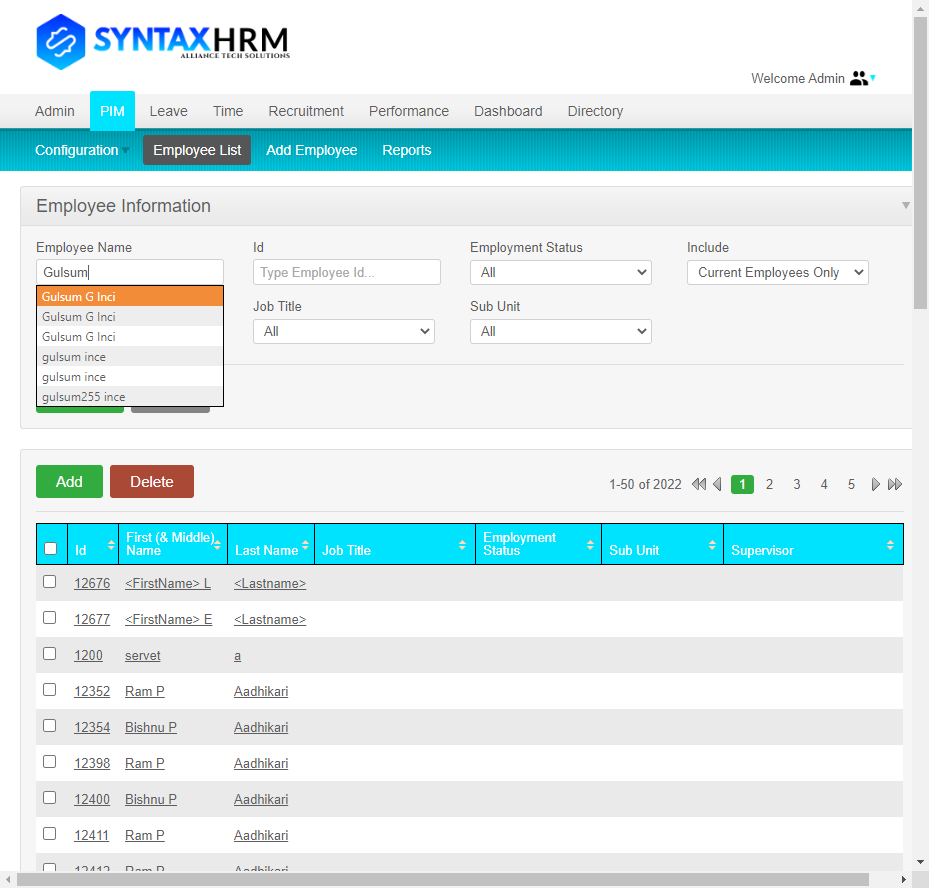 SYNTAXHRM
ALLIANCE TECH SOLUTIONS
Welcome Admin
Admin PIM Leave Time Recruitment Performance Dashboard Directory
Configuration Employee List Add Employee Reports
Employee Information
Employee Name Id Employment Status Include
Gulsum Type Employee Id... All Current Employees Only
Gulsum G Inci
Job Title Sub Unit
Gulsum G Inci
All All
Gulsum G Inci
gulsum ince
gulsum ince
gulsum255 ince
Add Delete 1-50 of 2022 1 2 3 4 5
Id First (& Middle) Name Last Name Job Title Employment Status Sub Unit Supervisor
12676 <FirstName> L <Lastname>
12677 <FirstName> E <Lastname>
1200 servet a
12352 Ram P Aadhikari
12354 Bishnu P Aadhikari
12398 Ram P Aadhikari
12400 Bishnu P Aadhikari
12411 Ram P Aadhikari
12412 Ram P Aadhikari